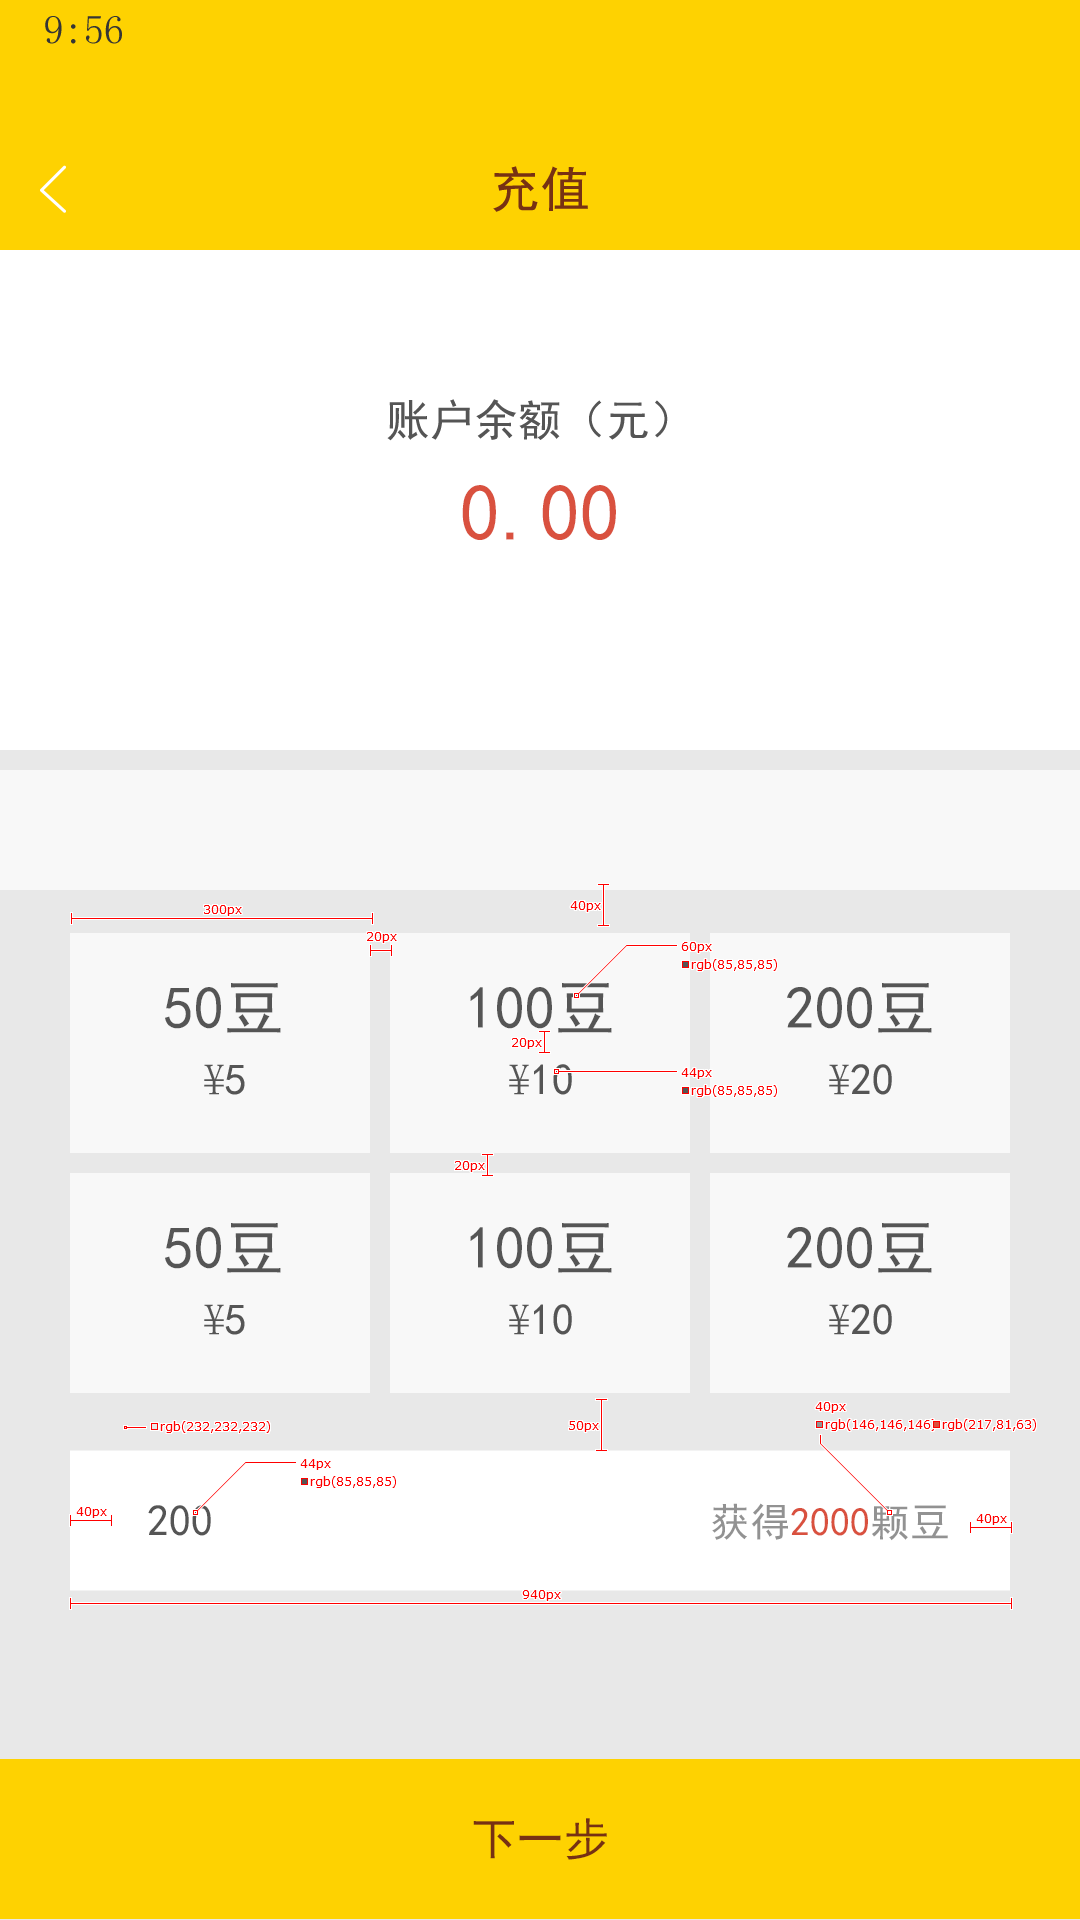 9:56
充值
账户余额（元）
0.00
300px
40px
20px
60px
rgb(85,85,85)
50豆
100豆
200豆
20px
¥5
¥10
¥20
44px
rgb(85,85,85)
20px
50豆
100豆
200豆
¥5
¥10
¥20
40px
rgb(232,232,232)
50px
rgb(146,146,146)
rgb(217,81,63)
44px
rgb(85,85,85)
40px
200
获得2000颗豆
40px
940px
下一步